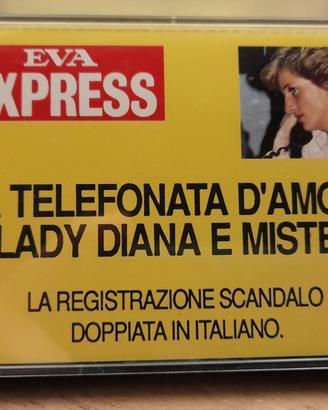 EVA
XPRESS
A TELEFONATA D'AMO
LADY DIANA E MISTE
LA REGISTRAZIONE SCANDALO
DOPPIATA IN ITALIANO.